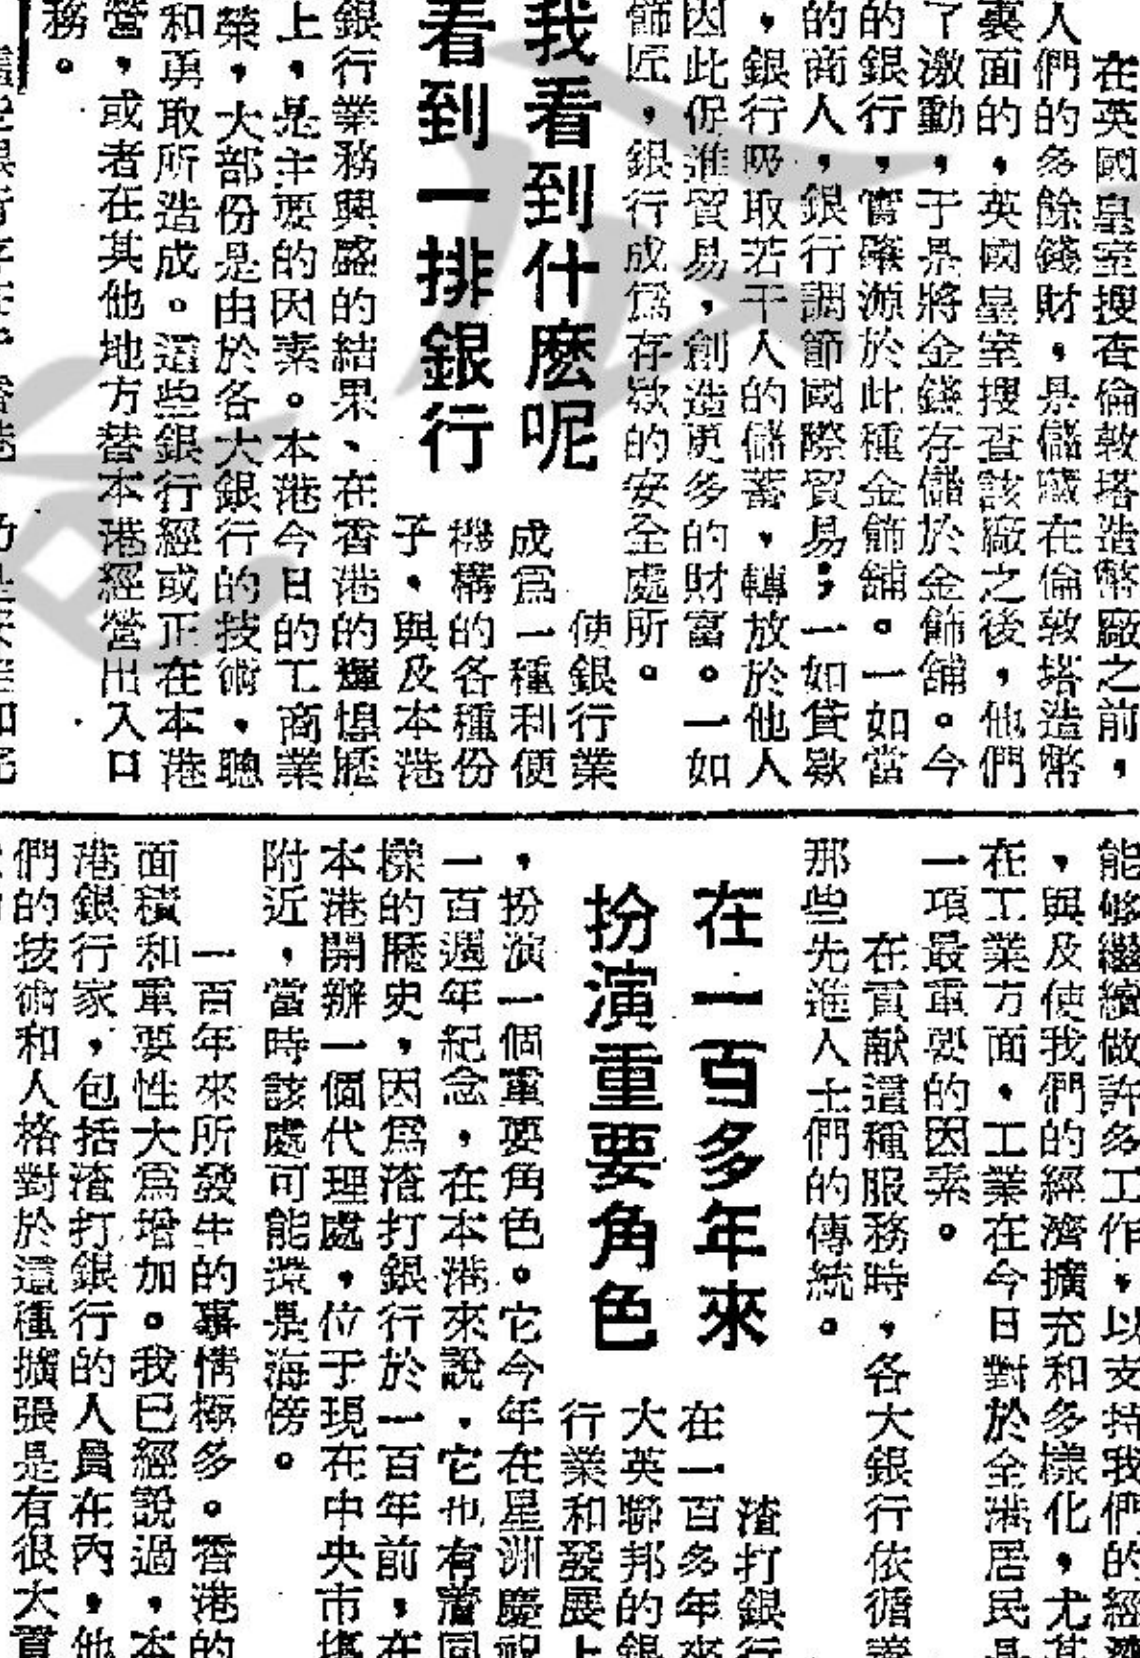 在英國皇室搜查倫敦塔造幣廠之前，
人們的多餘錢財，是儲藏在倫敦塔造幣
裏面的，英國皇室搜查該廠之後，他們
了激動，于是將金錢存儲於金飾舖。今
的銀行，實際源於此種金飾舖。一如當
的商人，銀行調節國際貿易；一如貸欵
，銀行吸取若干人的儲蓄，轉放於他人
因此促進貿易，創造更多的財富。一如
飾匠，銀行成爲存欵的安全處所。
我看到什麽呢
看到一排銀行
使銀行業
成爲一種利便
機構的各種份
子，與及本港
銀行業務興盛的結果、在香港的輝煌歷
上，是主要的因素。本港今日的工商業
榮，大部份是由於各大銀行的技術，聰
和勇取所造成。這些銀行經或正在本港
營，或者在其他地方替本港經營出入口
務。
能够繼續做許多工作，以支持我們的經濟
，與及使我們的經濟擴充和多樣化，尤其
在工業方面，工業在今日對於全港居民是
一項最重要的因素。
在貢献這種服務時，各大銀行依循着
那些先進人士們的傳統。
在一百多年來
扮演重要角色
渣打銀行
在一百多年來
大英聯邦的銀
行業和發展上
，扮演一個重要角色。它今年在星洲慶祝
一百週年紀念，在本港來說，它也有着同
樣的歷史，因爲渣打銀行於一百年前，在
本港開辦一個代理處，位于現在中央市塲
附近，當時該處可能還是海傍。
一百年來所發生的事情極多。香港的
面積和重要性大爲增加。我已經說過，本
港銀行家，包括渣打銀行的人員在內，他
們的技術和人格對於這種擴張是有很大貢